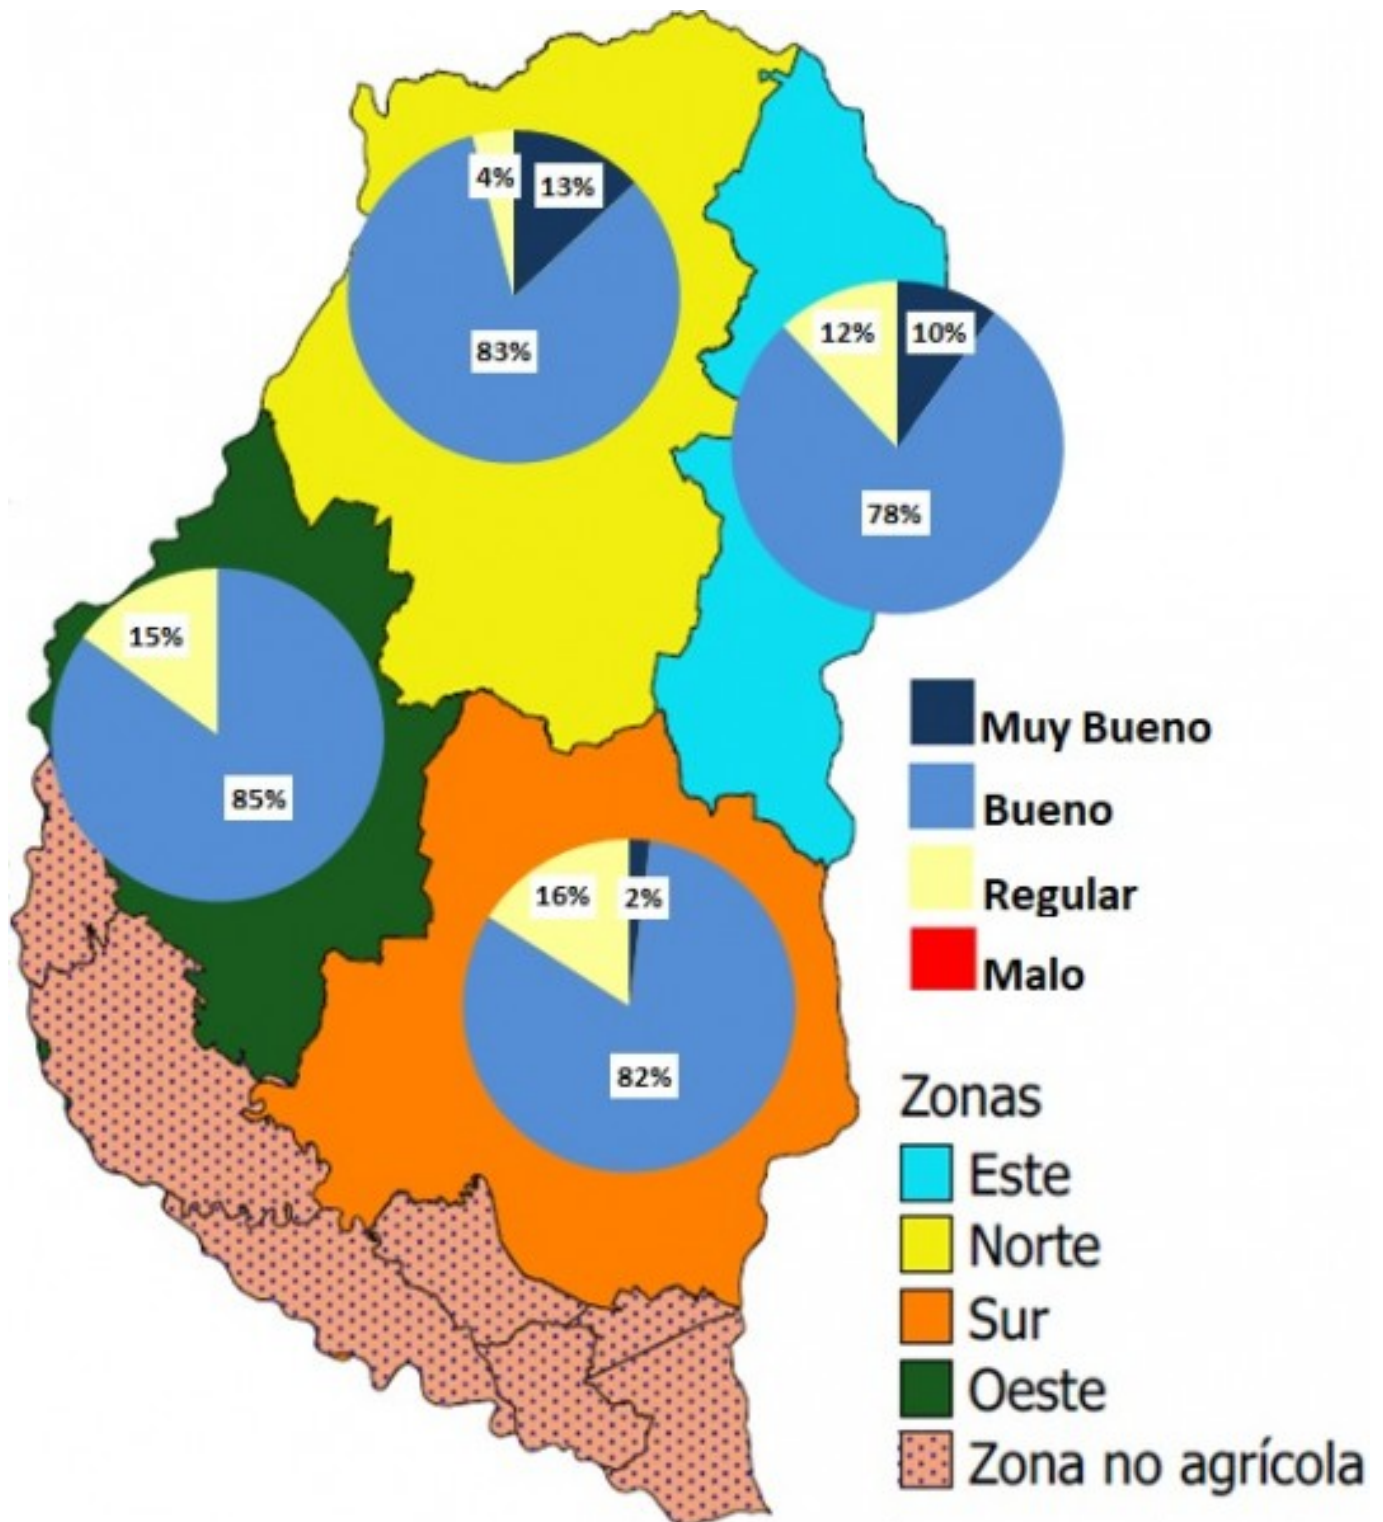 4%
13%
83%
12%
10%
78%
15%
85%
16%
2%
82%
Muy Bueno
Bueno
Regular
Malo
Zonas
Este
Norte
Sur
Oeste
Zona no agrícola